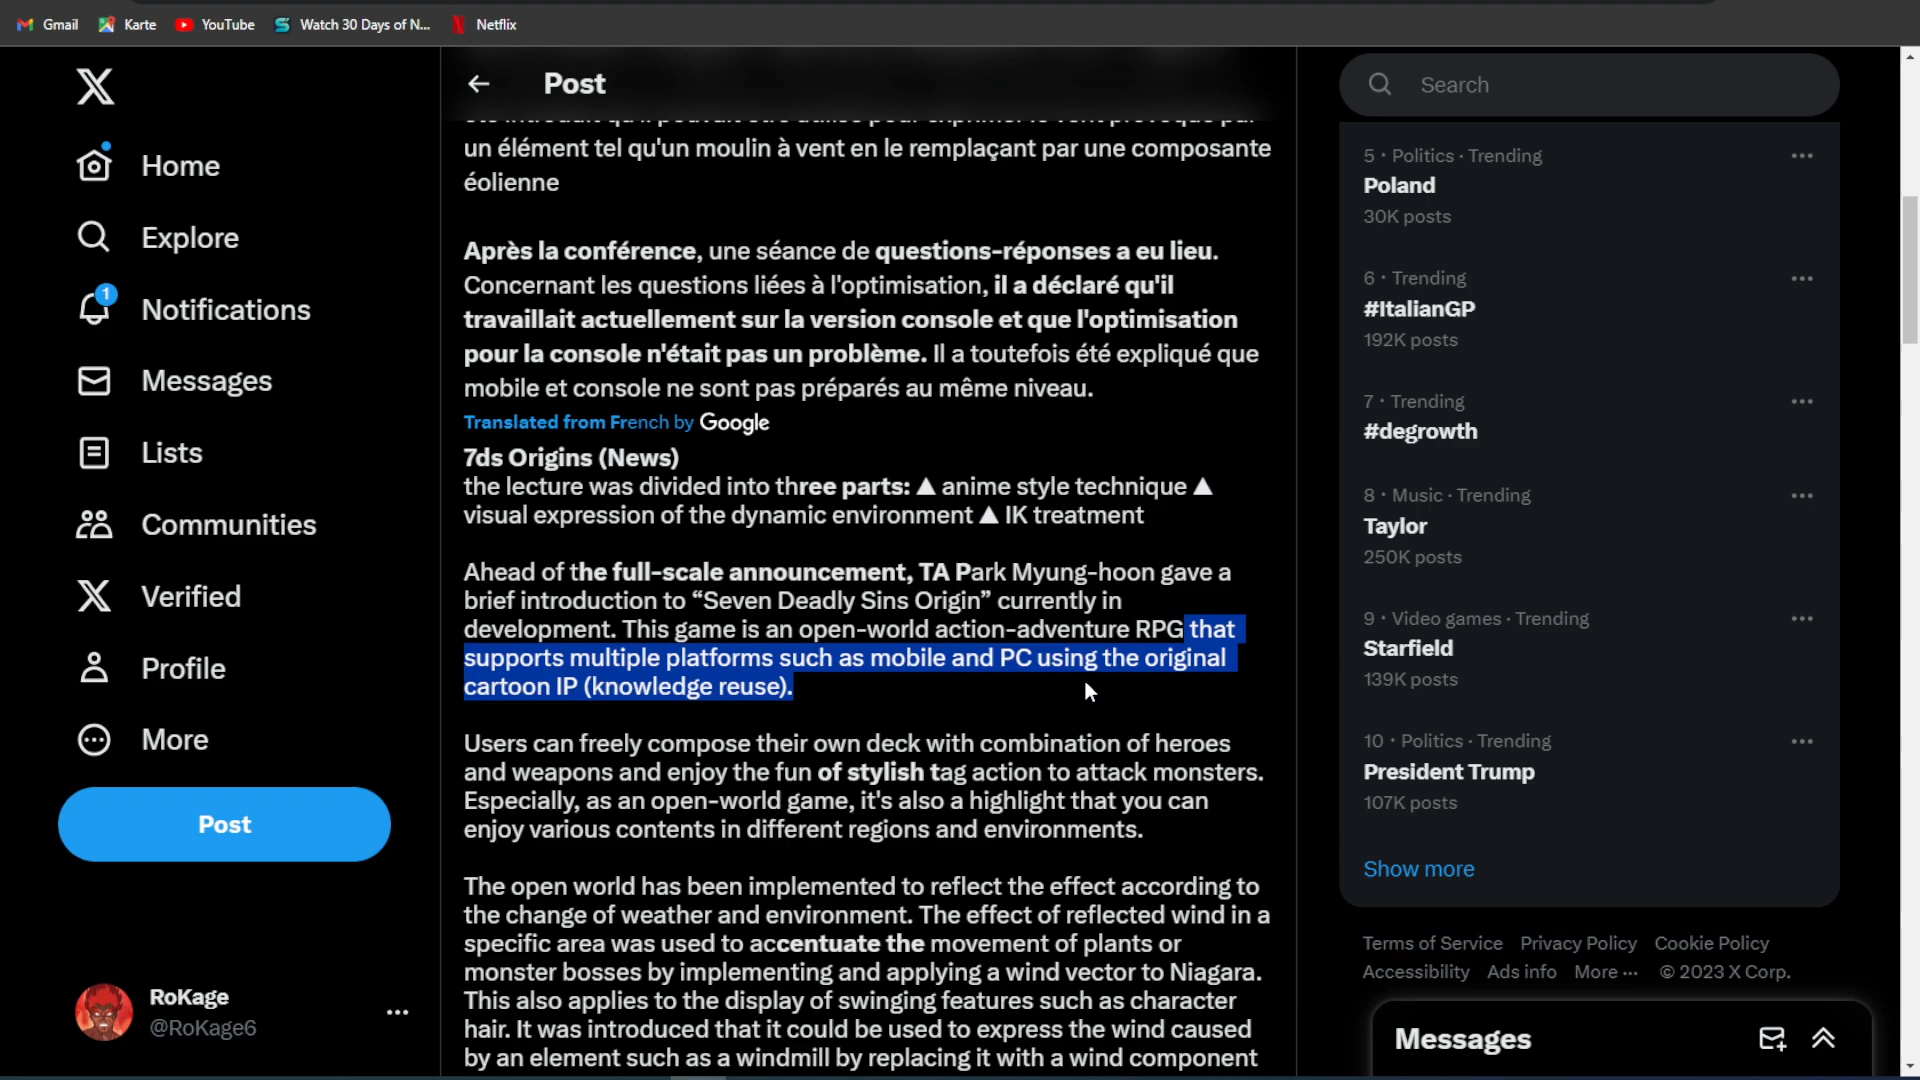 Gmail
Karte
YouTube
Watch 30 Days of N...
Netflix
Home
Explore
1
Notifications
Messages
Lists
Communities
Verified
Profile
More
Post
RoKage
@RoKage6
Post
un élément tel qu'un moulin à vent en le remplaçant par une composante
éolienne
Après la conférence, une séance de questions-réponses a eu lieu.
Concernant les questions liées à l'optimisation, il a déclaré qu'il
travaillait actuellement sur la version console et que l'optimisation
pour la console n'était pas un problème. Il a toutefois été expliqué que
mobile et console ne sont pas préparés au même niveau.
Translated from French by Google
7ds Origins (News)
the lecture was divided into three parts: ▲ anime style technique ▲
visual expression of the dynamic environment ▲ IK treatment
Ahead of the full-scale announcement, TA Park Myung-hoon gave a
brief introduction to “Seven Deadly Sins Origin” currently in
development. This game is an open-world action-adventure RPG that
supports multiple platforms such as mobile and PC using the original
cartoon IP (knowledge reuse).
Users can freely compose their own deck with combination of heroes
and weapons and enjoy the fun of stylish tag action to attack monsters.
Especially, as an open-world game, it's also a highlight that you can
enjoy various contents in different regions and environments.
The open world has been implemented to reflect the effect according to
the change of weather and environment. The effect of reflected wind in a
specific area was used to accentuate the movement of plants or
monster bosses by implementing and applying a wind vector to Niagara.
This also applies to the display of swinging features such as character
hair. It was introduced that it could be used to express the wind caused
by an element such as a windmill by replacing it with a wind component
Search
5 · Politics · Trending
Poland
30K posts
6 · Trending
#ItalianGP
192K posts
7 · Trending
#degrowth
8 · Music · Trending
Taylor
250K posts
9 · Video games · Trending
Starfield
139K posts
10 · Politics · Trending
President Trump
107K posts
Show more
Terms of Service Privacy Policy Cookie Policy
Accessibility Ads info More ··· © 2023 X Corp.
Messages